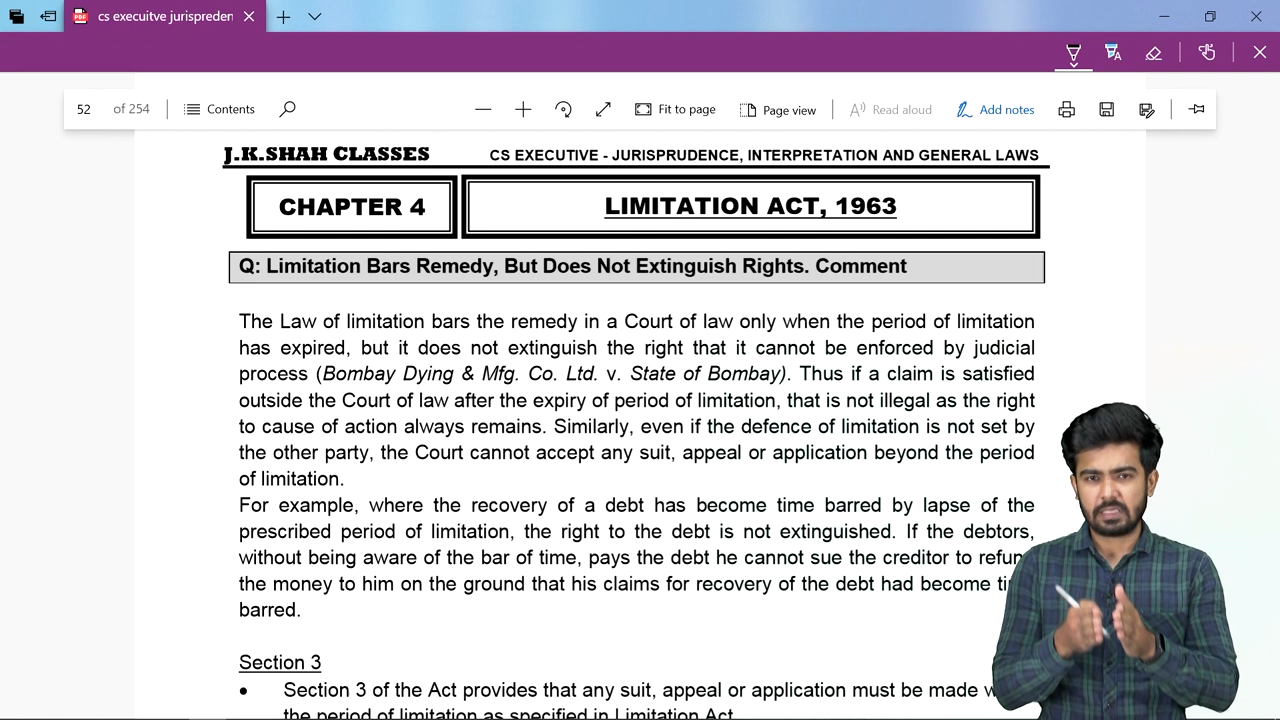 cs execuitve jurispreden
52 of 254 Contents Fit to page Page view Read aloud Add notes
J.K.SHAH CLASSES CS EXECUTIVE - JURISPRUDENCE, INTERPRETATION AND GENERAL LAWS
CHAPTER 4 LIMITATION ACT, 1963
Q: Limitation Bars Remedy, But Does Not Extinguish Rights. Comment
The Law of limitation bars the remedy in a Court of law only when the period of limitation
has expired, but it does not extinguish the right that it cannot be enforced by judicial
process (Bombay Dying & Mfg. Co. Ltd. v. State of Bombay). Thus if a claim is satisfied
outside the Court of law after the expiry of period of limitation, that is not illegal as the right
to cause of action always remains. Similarly, even if the defence of limitation is not set by
the other party, the Court cannot accept any suit, appeal or application beyond the period
of limitation.
For example, where the recovery of a debt has become time barred by lapse of the
prescribed period of limitation, the right to the debt is not extinguished. If the debtors,
without being aware of the bar of time, pays the debt he cannot sue the creditor to
the money to him on the ground that his claims for recovery of the debt had become
barred.
Section 3
• Section 3 of the Act provides that any suit, appeal or application must be made
the period of limitation as specified in Limitation Act.